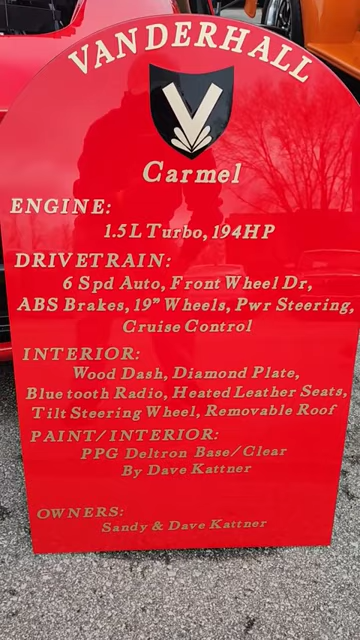 VANDERHALL
V
Carmel
ENGINE:
1.5L Turbo, 194HP
DRIVETRAIN:
6 Spd Auto, Front Wheel Dr,
ABS Brakes, 19" Wheels, Pwr Steering,
Cruise Control
INTERIOR:
Wood Dash, Diamond Plate,
Bluetooth Radio, Heated Leather Seats,
Tilt Steering Wheel, Removable Roof
PAINT/INTERIOR:
PPG Deltron Base/Clear
By Dave Kattner
OWNERS:
Sandy & Dave Kattner